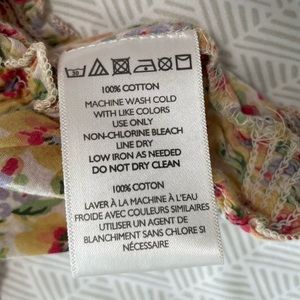 30
100% COTTON
MACHINE WASH COLD
WITH LIKE COLORS
USE ONLY
NON-CHLORINE BLEACH
LINE DRY
LOW IRON AS NEEDED
DO NOT DRY CLEAN
100% COTON
LAVER À LA MACHINE À L'EAU
FROIDE AVEC COULEURS SIMILAIRES
UTILISER UN AGENT DE
BLANCHIMENT SANS CHLORE SI
NÉCESSAIRE